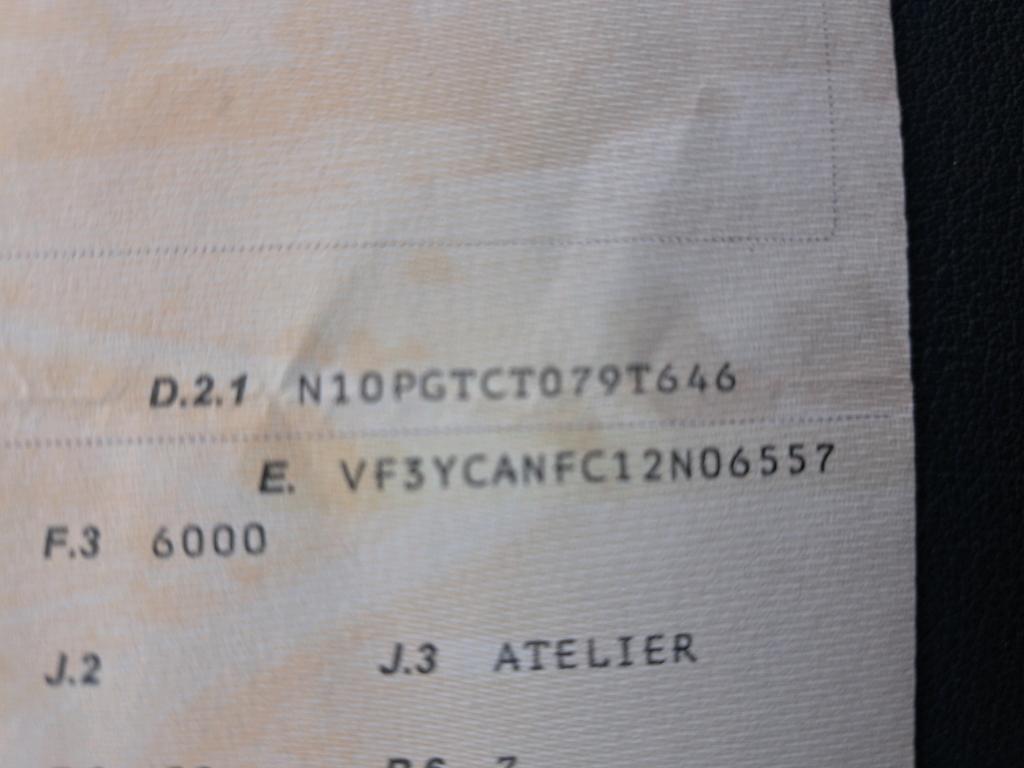 D.2.1 N10PGTCT079T646
E. VF3YCANFC12N06557
F.3 6000
J.2 J.3 ATELIER